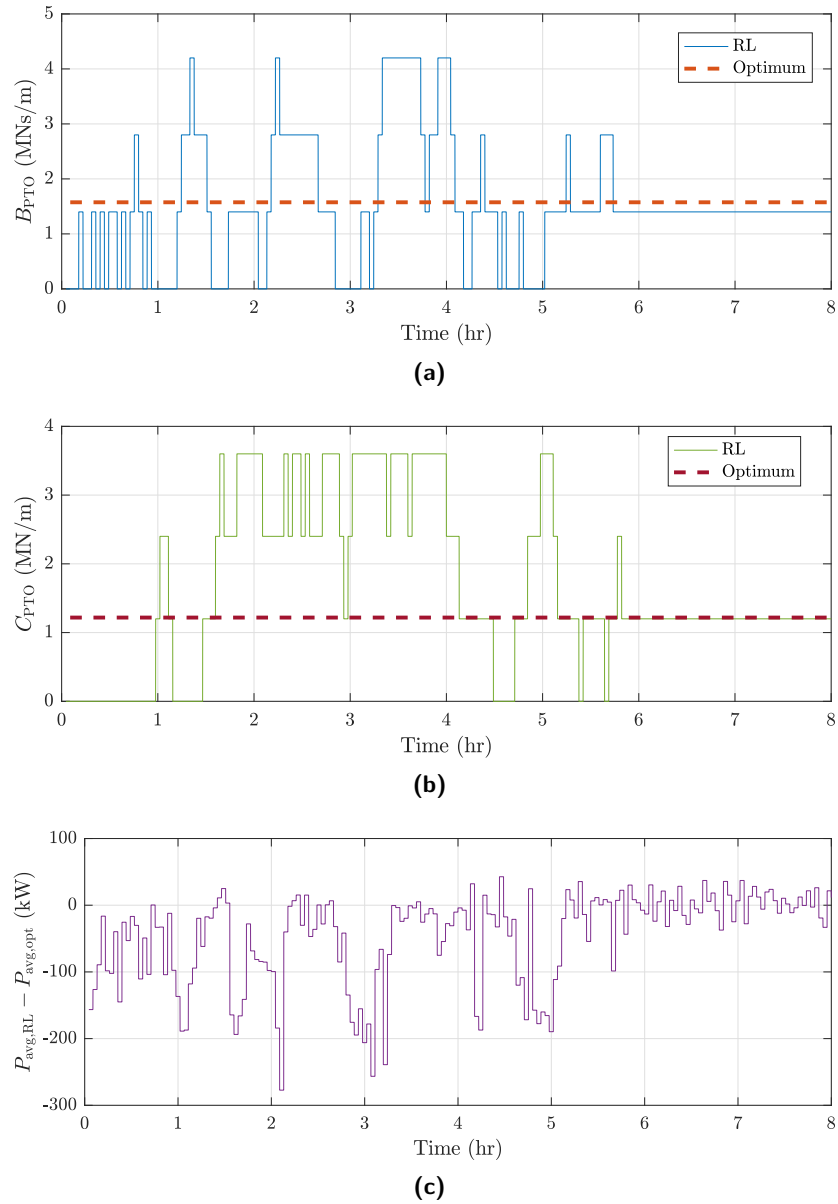 5
4
3
2
1
0
B_PTO (MNs/m)
RL
Optimum
0 1 2 3 4 5 6 7 8
Time (hr)
(a)
4
3
2
1
0
C_PTO (MN/m)
RL
Optimum
0 1 2 3 4 5 6 7 8
Time (hr)
(b)
100
0
-100
-200
-300
P_avg,RL − P_avg,opt (kW)
0 1 2 3 4 5 6 7 8
Time (hr)
(c)